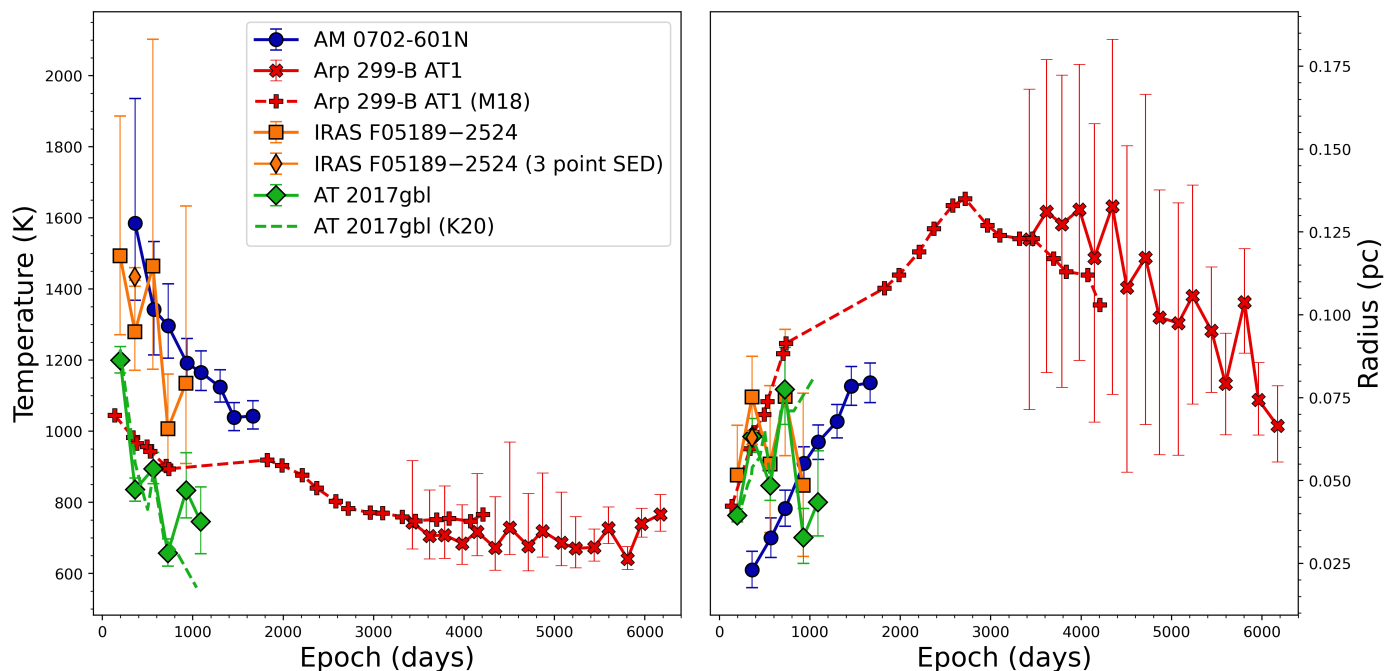 2000
1800
1600
1400
1200
1000
800
600
Temperature (K)
0 1000 2000 3000 4000 5000 6000
Epoch (days)
AM 0702-601N
Arp 299-B AT1
Arp 299-B AT1 (M18)
IRAS F05189−2524
IRAS F05189−2524 (3 point SED)
AT 2017gbl
AT 2017gbl (K20)
0 1000 2000 3000 4000 5000 6000
Epoch (days)
0.175
0.150
0.125
0.100
0.075
0.050
0.025
Radius (pc)